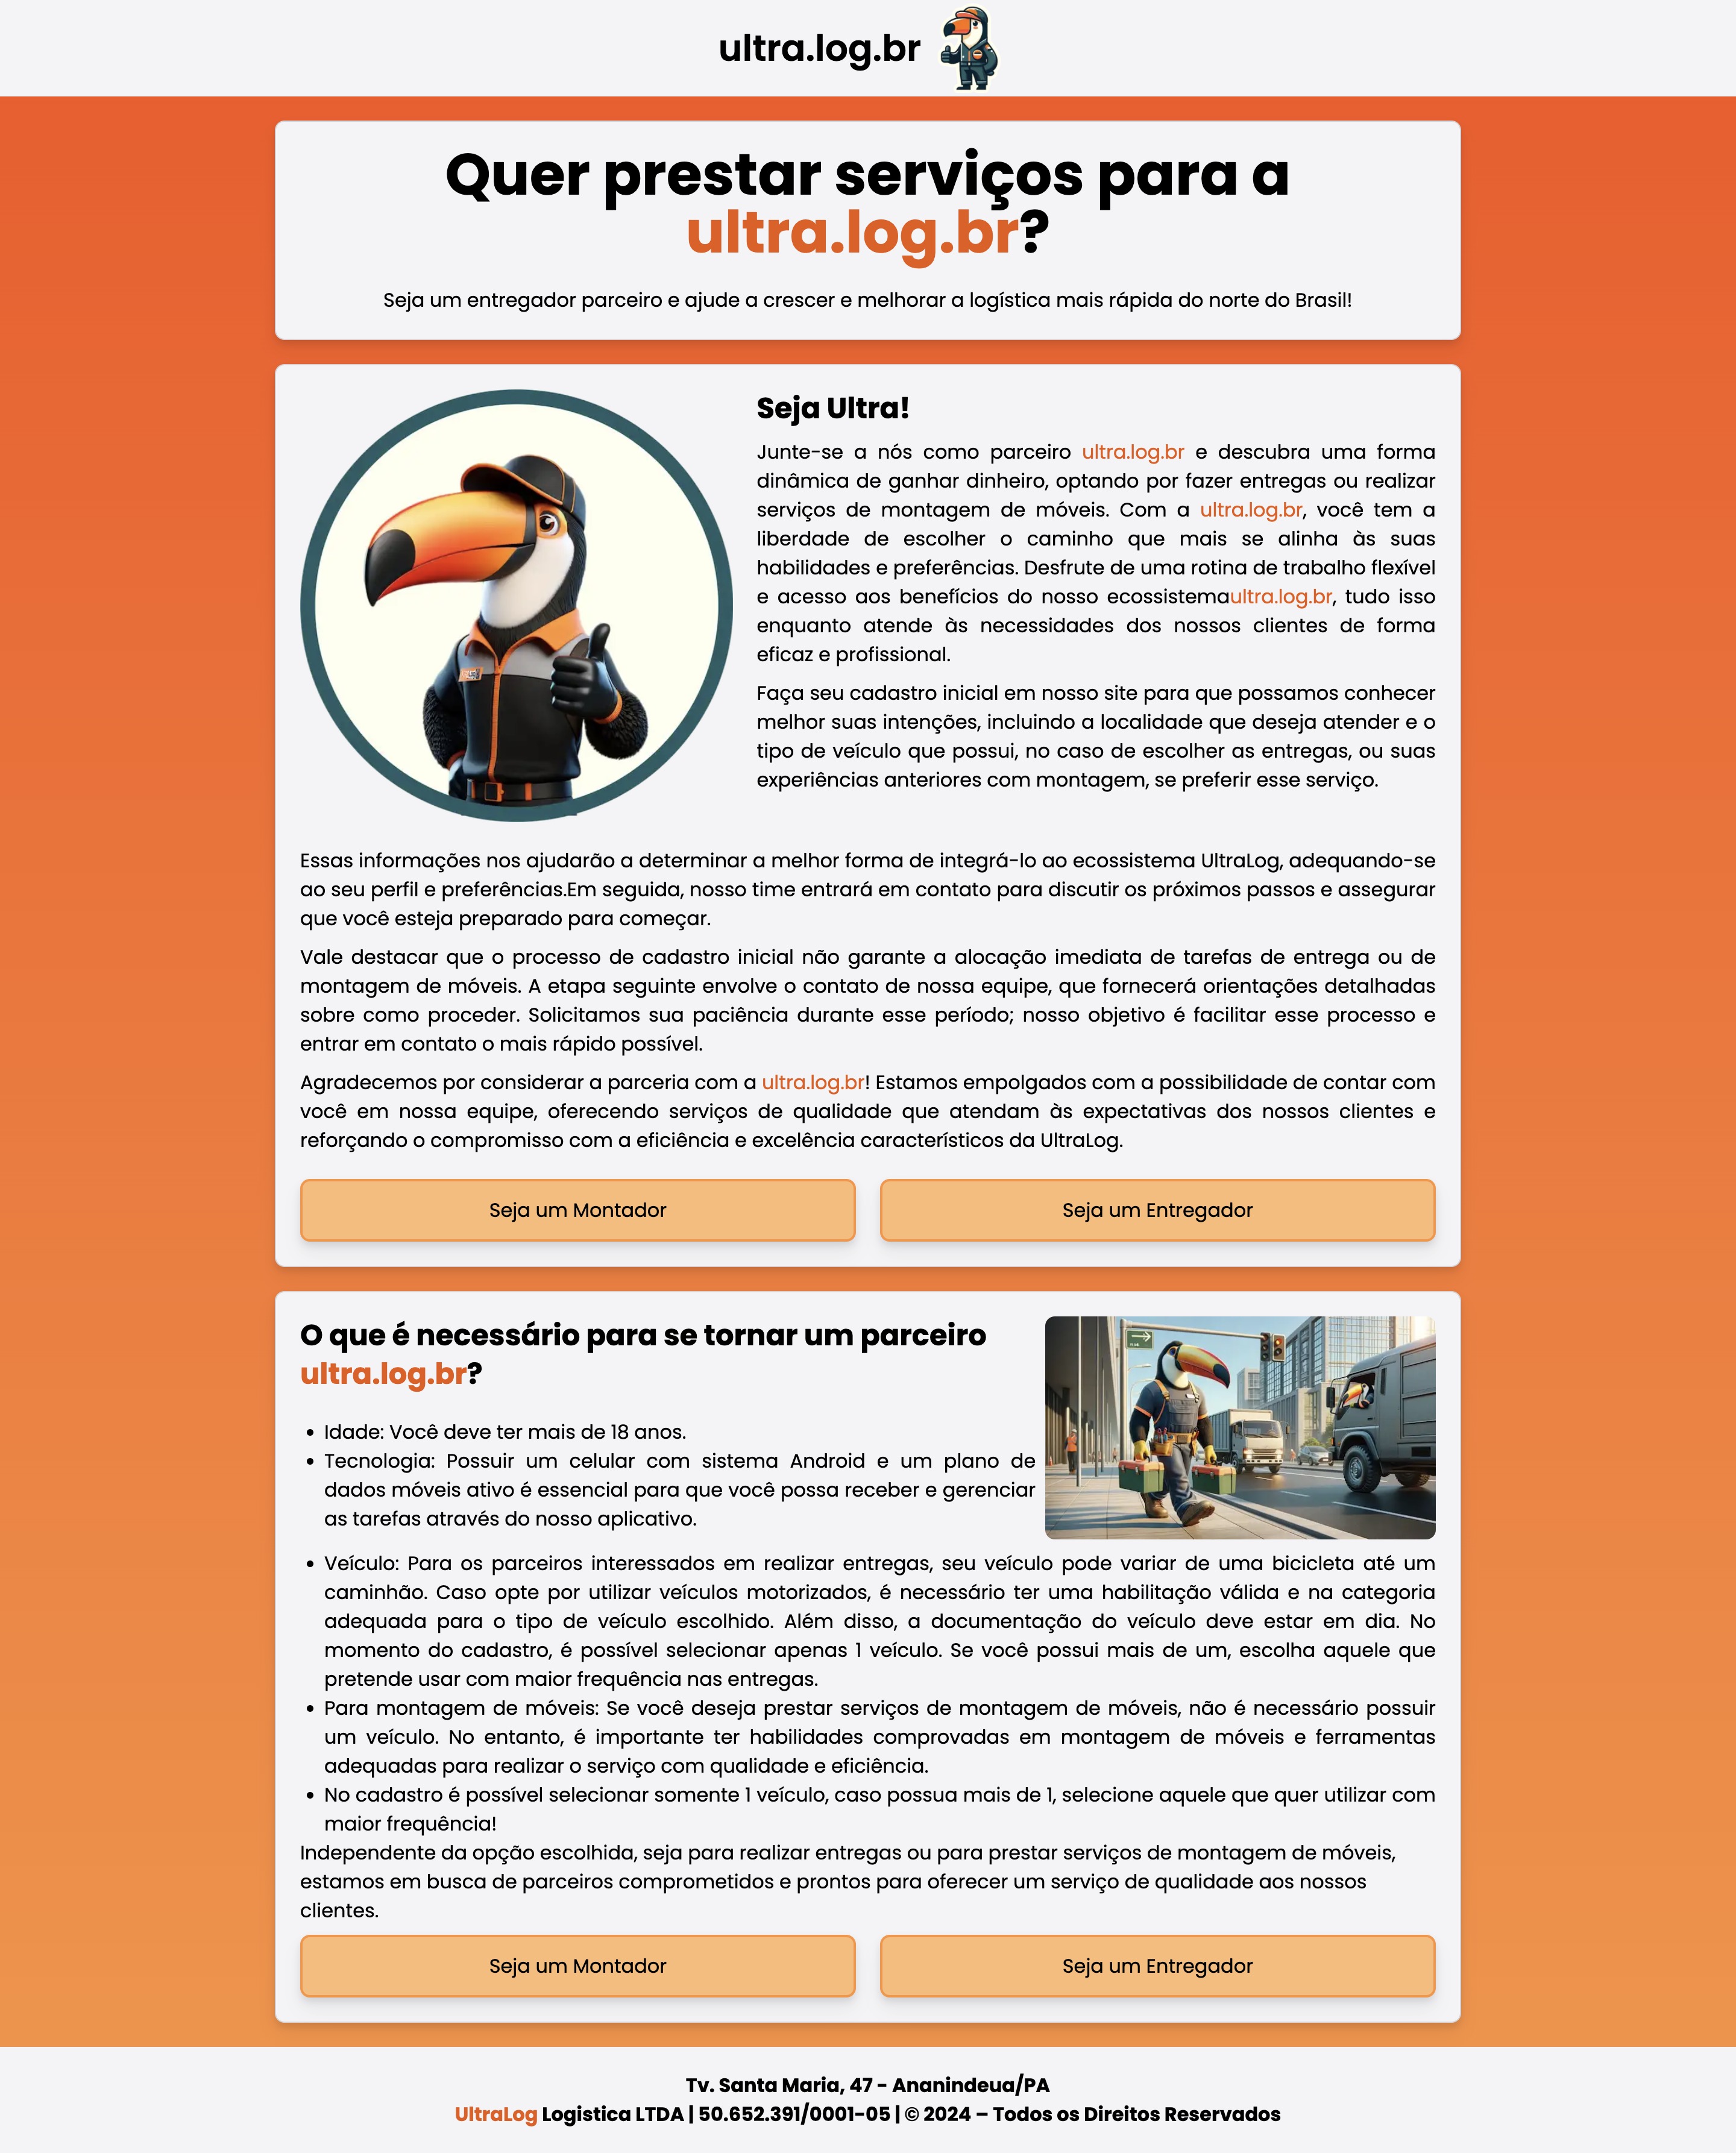 ultra.log.br
Quer prestar serviços para a
ultra.log.br?
Seja um entregador parceiro e ajude a crescer e melhorar a logística mais rápida do norte do Brasil!
Seja Ultra!
Junte-se a nós como parceiro ultra.log.br e descubra uma forma
dinâmica de ganhar dinheiro, optando por fazer entregas ou realizar
serviços de montagem de móveis. Com a ultra.log.br, você tem a
liberdade de escolher o caminho que mais se alinha às suas
habilidades e preferências. Desfrute de uma rotina de trabalho flexível
e acesso aos benefícios do nosso ecossistemaultra.log.br, tudo isso
enquanto atende às necessidades dos nossos clientes de forma
eficaz e profissional.
Faça seu cadastro inicial em nosso site para que possamos conhecer
melhor suas intenções, incluindo a localidade que deseja atender e o
tipo de veículo que possui, no caso de escolher as entregas, ou suas
experiências anteriores com montagem, se preferir esse serviço.
Essas informações nos ajudarão a determinar a melhor forma de integrá-lo ao ecossistema UltraLog, adequando-se
ao seu perfil e preferências.Em seguida, nosso time entrará em contato para discutir os próximos passos e assegurar
que você esteja preparado para começar.
Vale destacar que o processo de cadastro inicial não garante a alocação imediata de tarefas de entrega ou de
montagem de móveis. A etapa seguinte envolve o contato de nossa equipe, que fornecerá orientações detalhadas
sobre como proceder. Solicitamos sua paciência durante esse período; nosso objetivo é facilitar esse processo e
entrar em contato o mais rápido possível.
Agradecemos por considerar a parceria com a ultra.log.br! Estamos empolgados com a possibilidade de contar com
você em nossa equipe, oferecendo serviços de qualidade que atendam às expectativas dos nossos clientes e
reforçando o compromisso com a eficiência e excelência característicos da UltraLog.
Seja um Montador
Seja um Entregador
O que é necessário para se tornar um parceiro
ultra.log.br?
• Idade: Você deve ter mais de 18 anos.
• Tecnologia: Possuir um celular com sistema Android e um plano de
dados móveis ativo é essencial para que você possa receber e gerenciar
as tarefas através do nosso aplicativo.
• Veículo: Para os parceiros interessados em realizar entregas, seu veículo pode variar de uma bicicleta até um
caminhão. Caso opte por utilizar veículos motorizados, é necessário ter uma habilitação válida e na categoria
adequada para o tipo de veículo escolhido. Além disso, a documentação do veículo deve estar em dia. No
momento do cadastro, é possível selecionar apenas 1 veículo. Se você possui mais de um, escolha aquele que
pretende usar com maior frequência nas entregas.
• Para montagem de móveis: Se você deseja prestar serviços de montagem de móveis, não é necessário possuir
um veículo. No entanto, é importante ter habilidades comprovadas em montagem de móveis e ferramentas
adequadas para realizar o serviço com qualidade e eficiência.
• No cadastro é possível selecionar somente 1 veículo, caso possua mais de 1, selecione aquele que quer utilizar com
maior frequência!
Independente da opção escolhida, seja para realizar entregas ou para prestar serviços de montagem de móveis,
estamos em busca de parceiros comprometidos e prontos para oferecer um serviço de qualidade aos nossos
clientes.
Seja um Montador
Seja um Entregador
Tv. Santa Maria, 47 - Ananindeua/PA
UltraLog Logistica LTDA | 50.652.391/0001-05 | © 2024 – Todos os Direitos Reservados